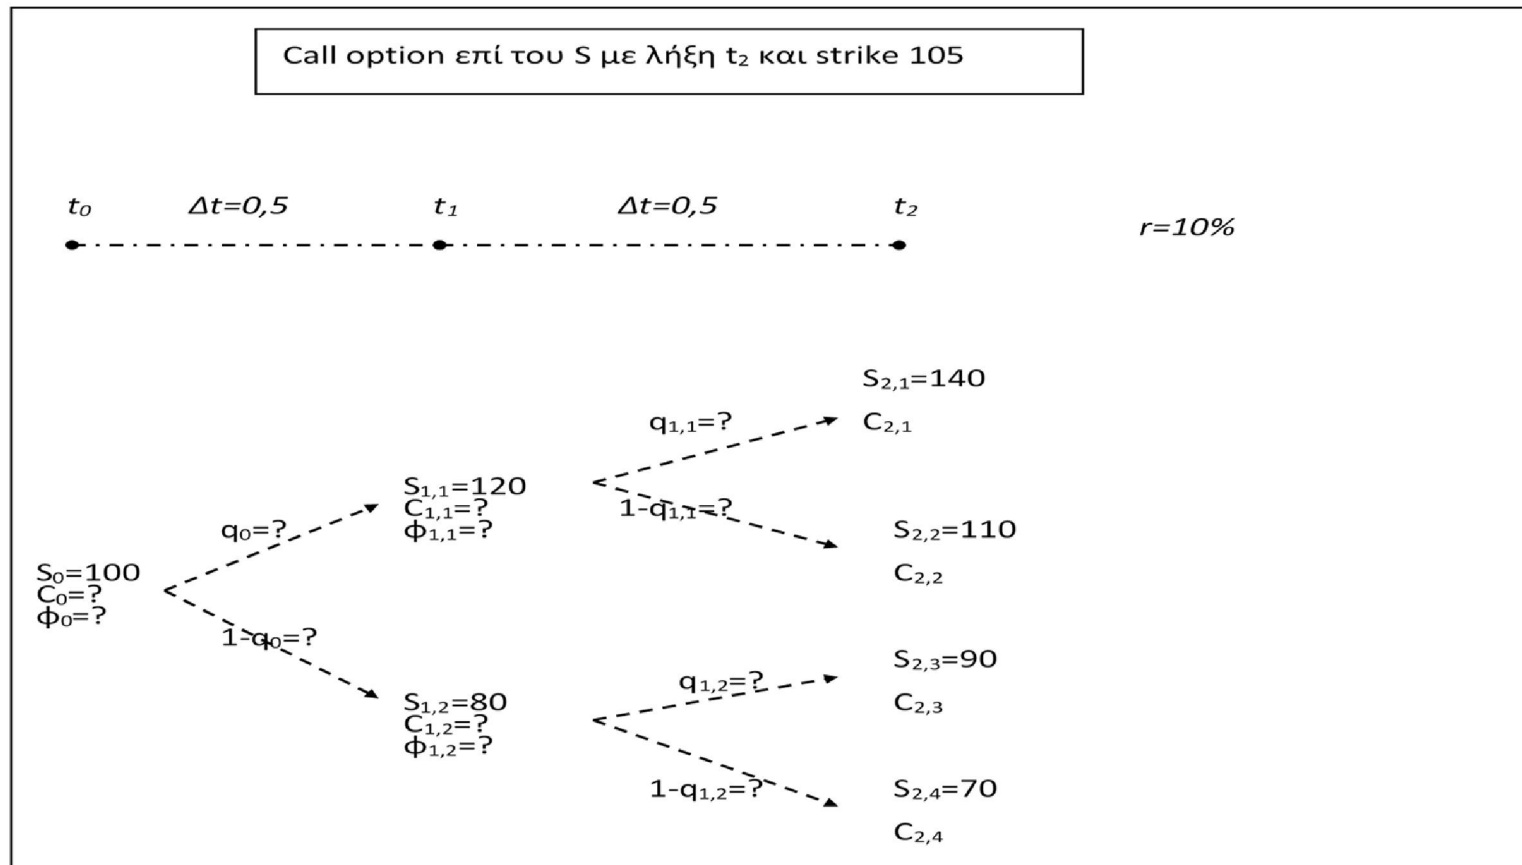 Call option επί του S με λήξη t₂ και strike 105
t₀ Δt=0,5 t₁ Δt=0,5 t₂
r=10%
S₂,₁=140
C₂,₁
q₁,₁=?
S₁,₁=120
C₁,₁=?
ϕ₁,₁=?
1-q₁,₁=?
q₀=?
S₂,₂=110
C₂,₂
S₀=100
C₀=?
ϕ₀=?
1-q₀=?
S₂,₃=90
C₂,₃
q₁,₂=?
S₁,₂=80
C₁,₂=?
ϕ₁,₂=?
1-q₁,₂=?
S₂,₄=70
C₂,₄